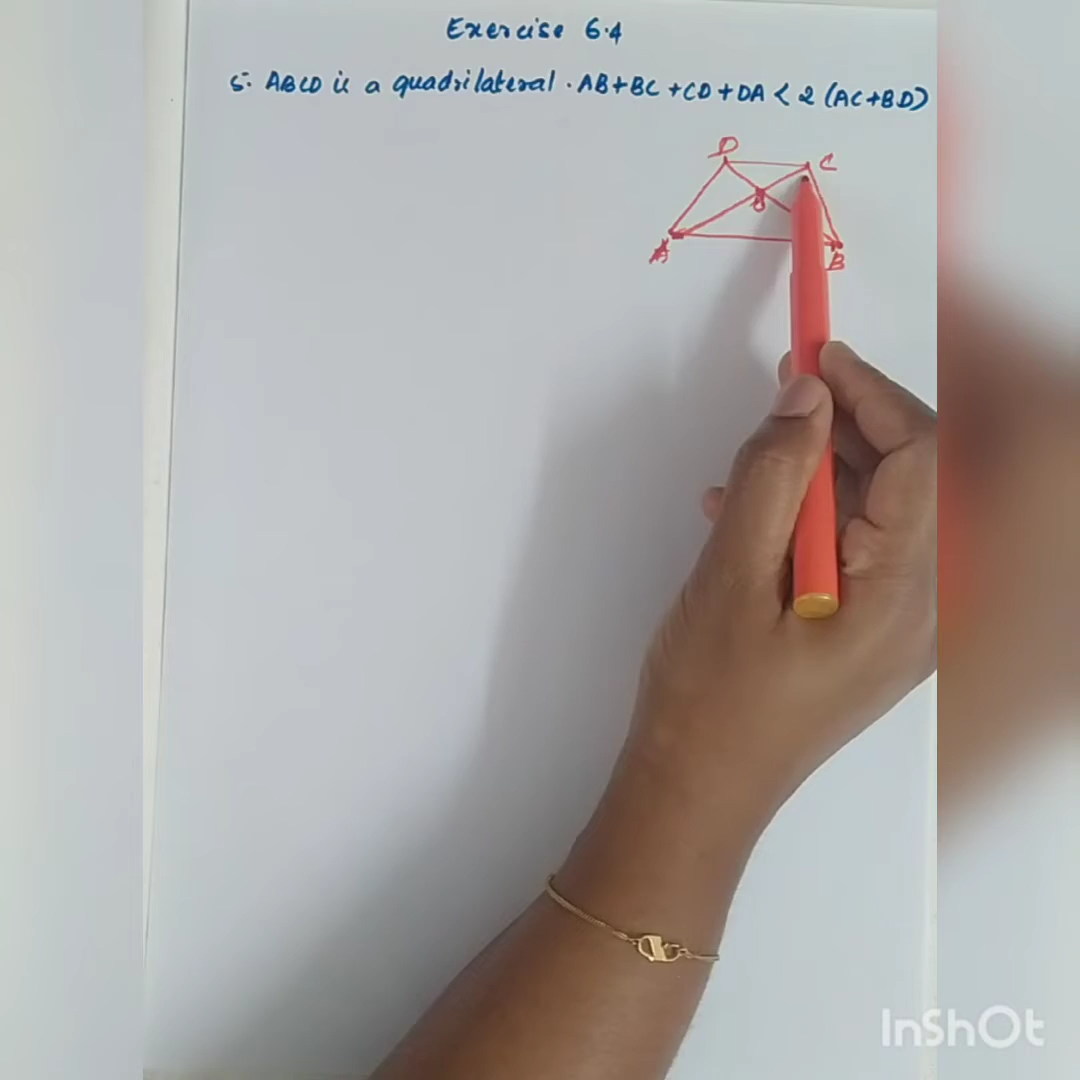 Exercise 6.4
5. ABCD is a quadrilateral. AB+BC+CD+DA < 2 (AC+BD)
D
C
O
A
B
InShOt